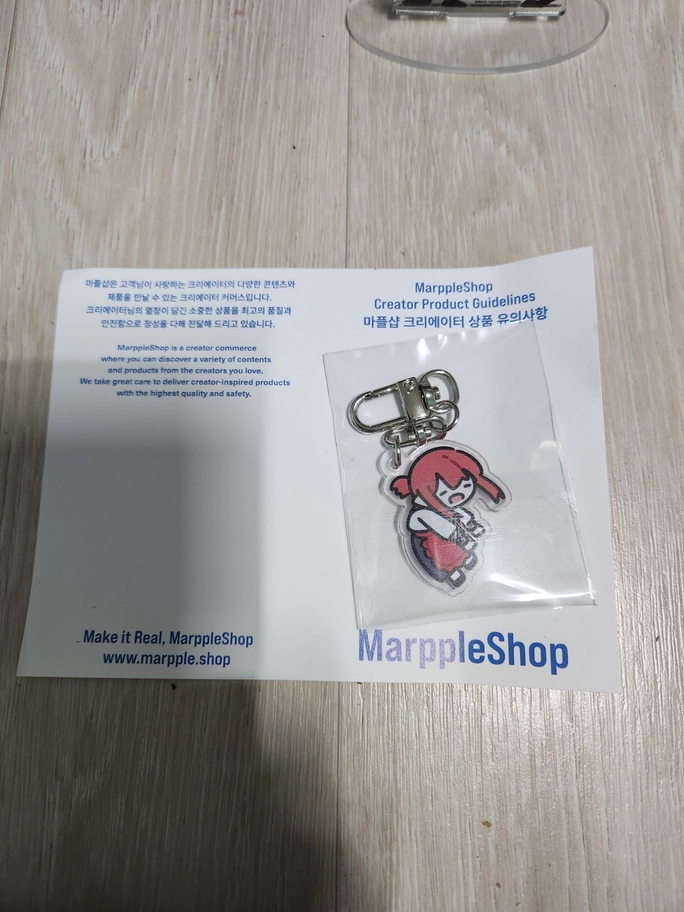 마플샵은 고객님이 사랑하는 크리에이터의 다양한 콘텐츠와
제품을 만날 수 있는 크리에이터 커머스입니다.
크리에이터님의 열정이 담긴 소중한 상품을 최고의 품질과
안전함으로 정성을 다해 전달해 드리고 있습니다.
MarppleShop is a creator commerce
where you can discover a variety of contents
and products from the creators you love.
We take great care to deliver creator-inspired products
with the highest quality and safety.
Make it Real, MarppleShop
www.marpple.shop
MarppleShop
Creator Product Guidelines
마플샵 크리에이터 상품 유의사항
MarppleShop